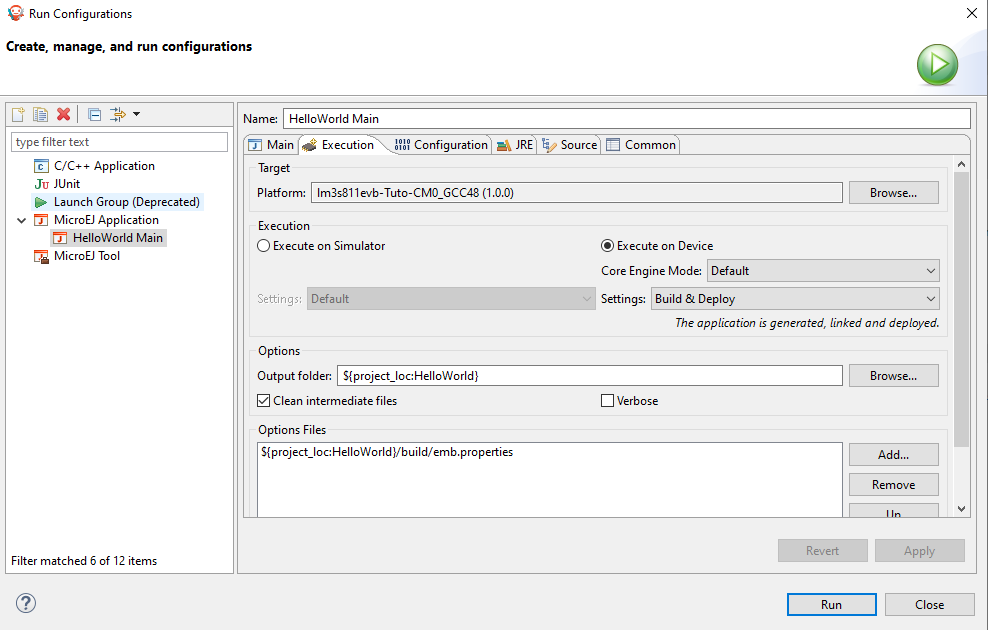 Run Configurations
Create, manage, and run configurations
type filter text
C/C++ Application
JUnit
Launch Group (Deprecated)
MicroEJ Application
HelloWorld Main
MicroEJ Tool
Filter matched 6 of 12 items
Name: HelloWorld Main
Main Execution Configuration JRE Source Common
Target
Platform: lm3s811evb-Tuto-CM0_GCC48 (1.0.0) Browse...
Execution
Execute on Simulator Execute on Device
Core Engine Mode: Default
Settings: Default Settings: Build & Deploy
The application is generated, linked and deployed.
Options
Output folder: ${project_loc:HelloWorld} Browse...
Clean intermediate files Verbose
Options Files
${project_loc:HelloWorld}/build/emb.properties Add...
Remove
Up
Revert Apply
Run Close